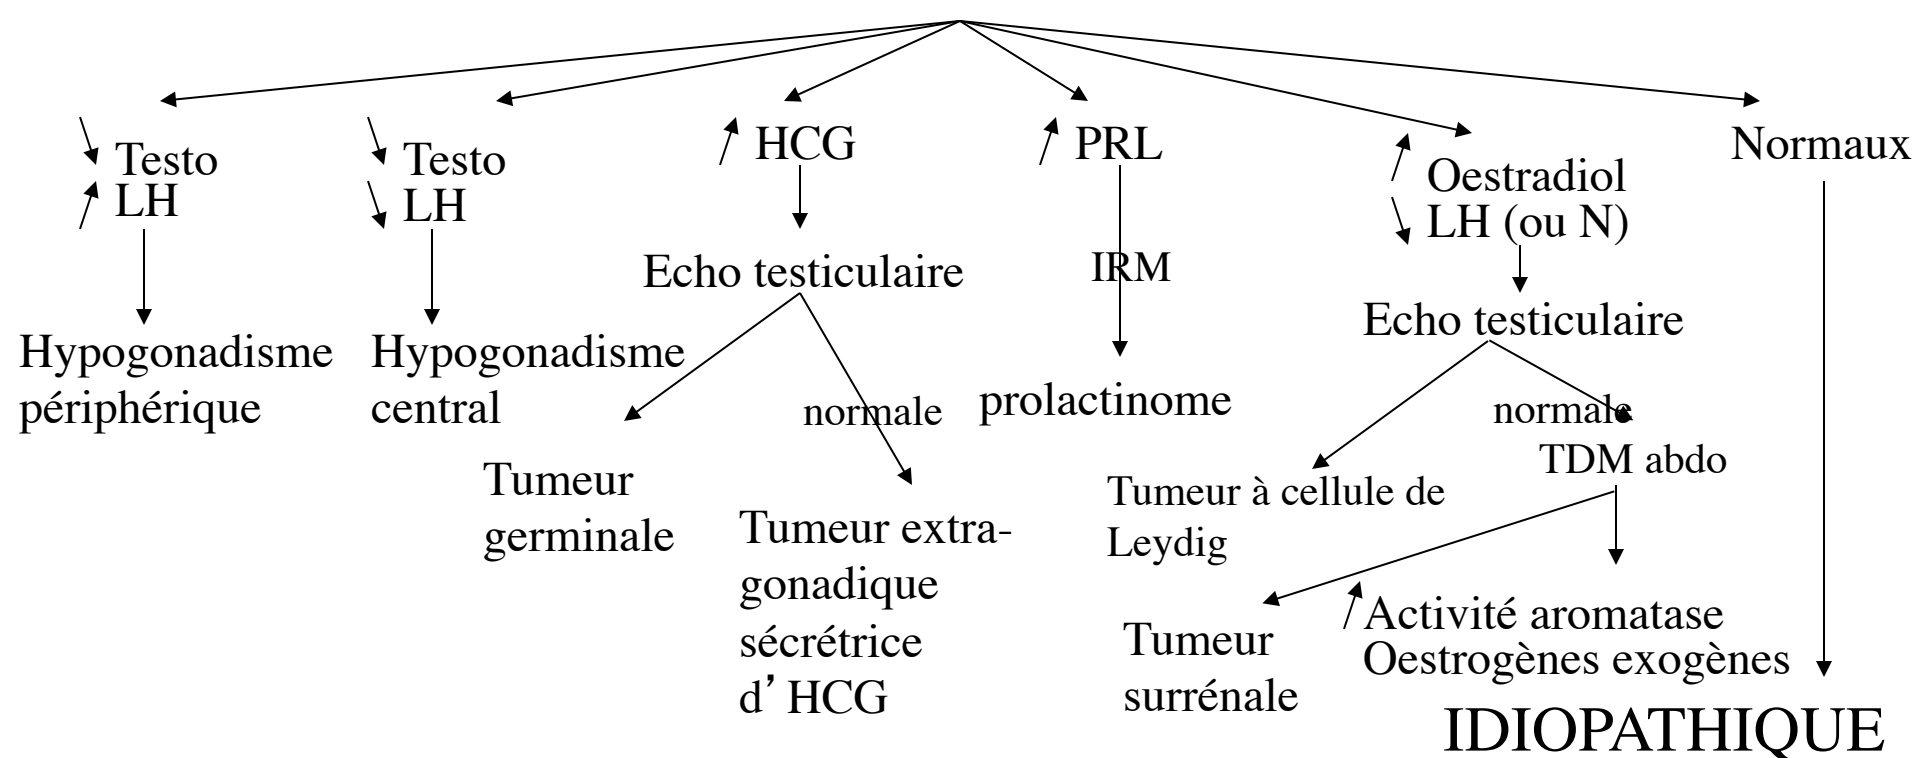 Testo
LH
Hypogonadisme
périphérique
Testo
LH
Hypogonadisme
central
HCG
Echo testiculaire
Tumeur
germinale
normale
Tumeur extra-
gonadique
sécrétrice
d’ HCG
PRL
IRM
prolactinome
Oestradiol
LH (ou N)
Echo testiculaire
Tumeur à cellule de
Leydig
normale
TDM abdo
Tumeur
surrénale
Activité aromatase
Oestrogènes exogènes
Normaux
IDIOPATHIQUE